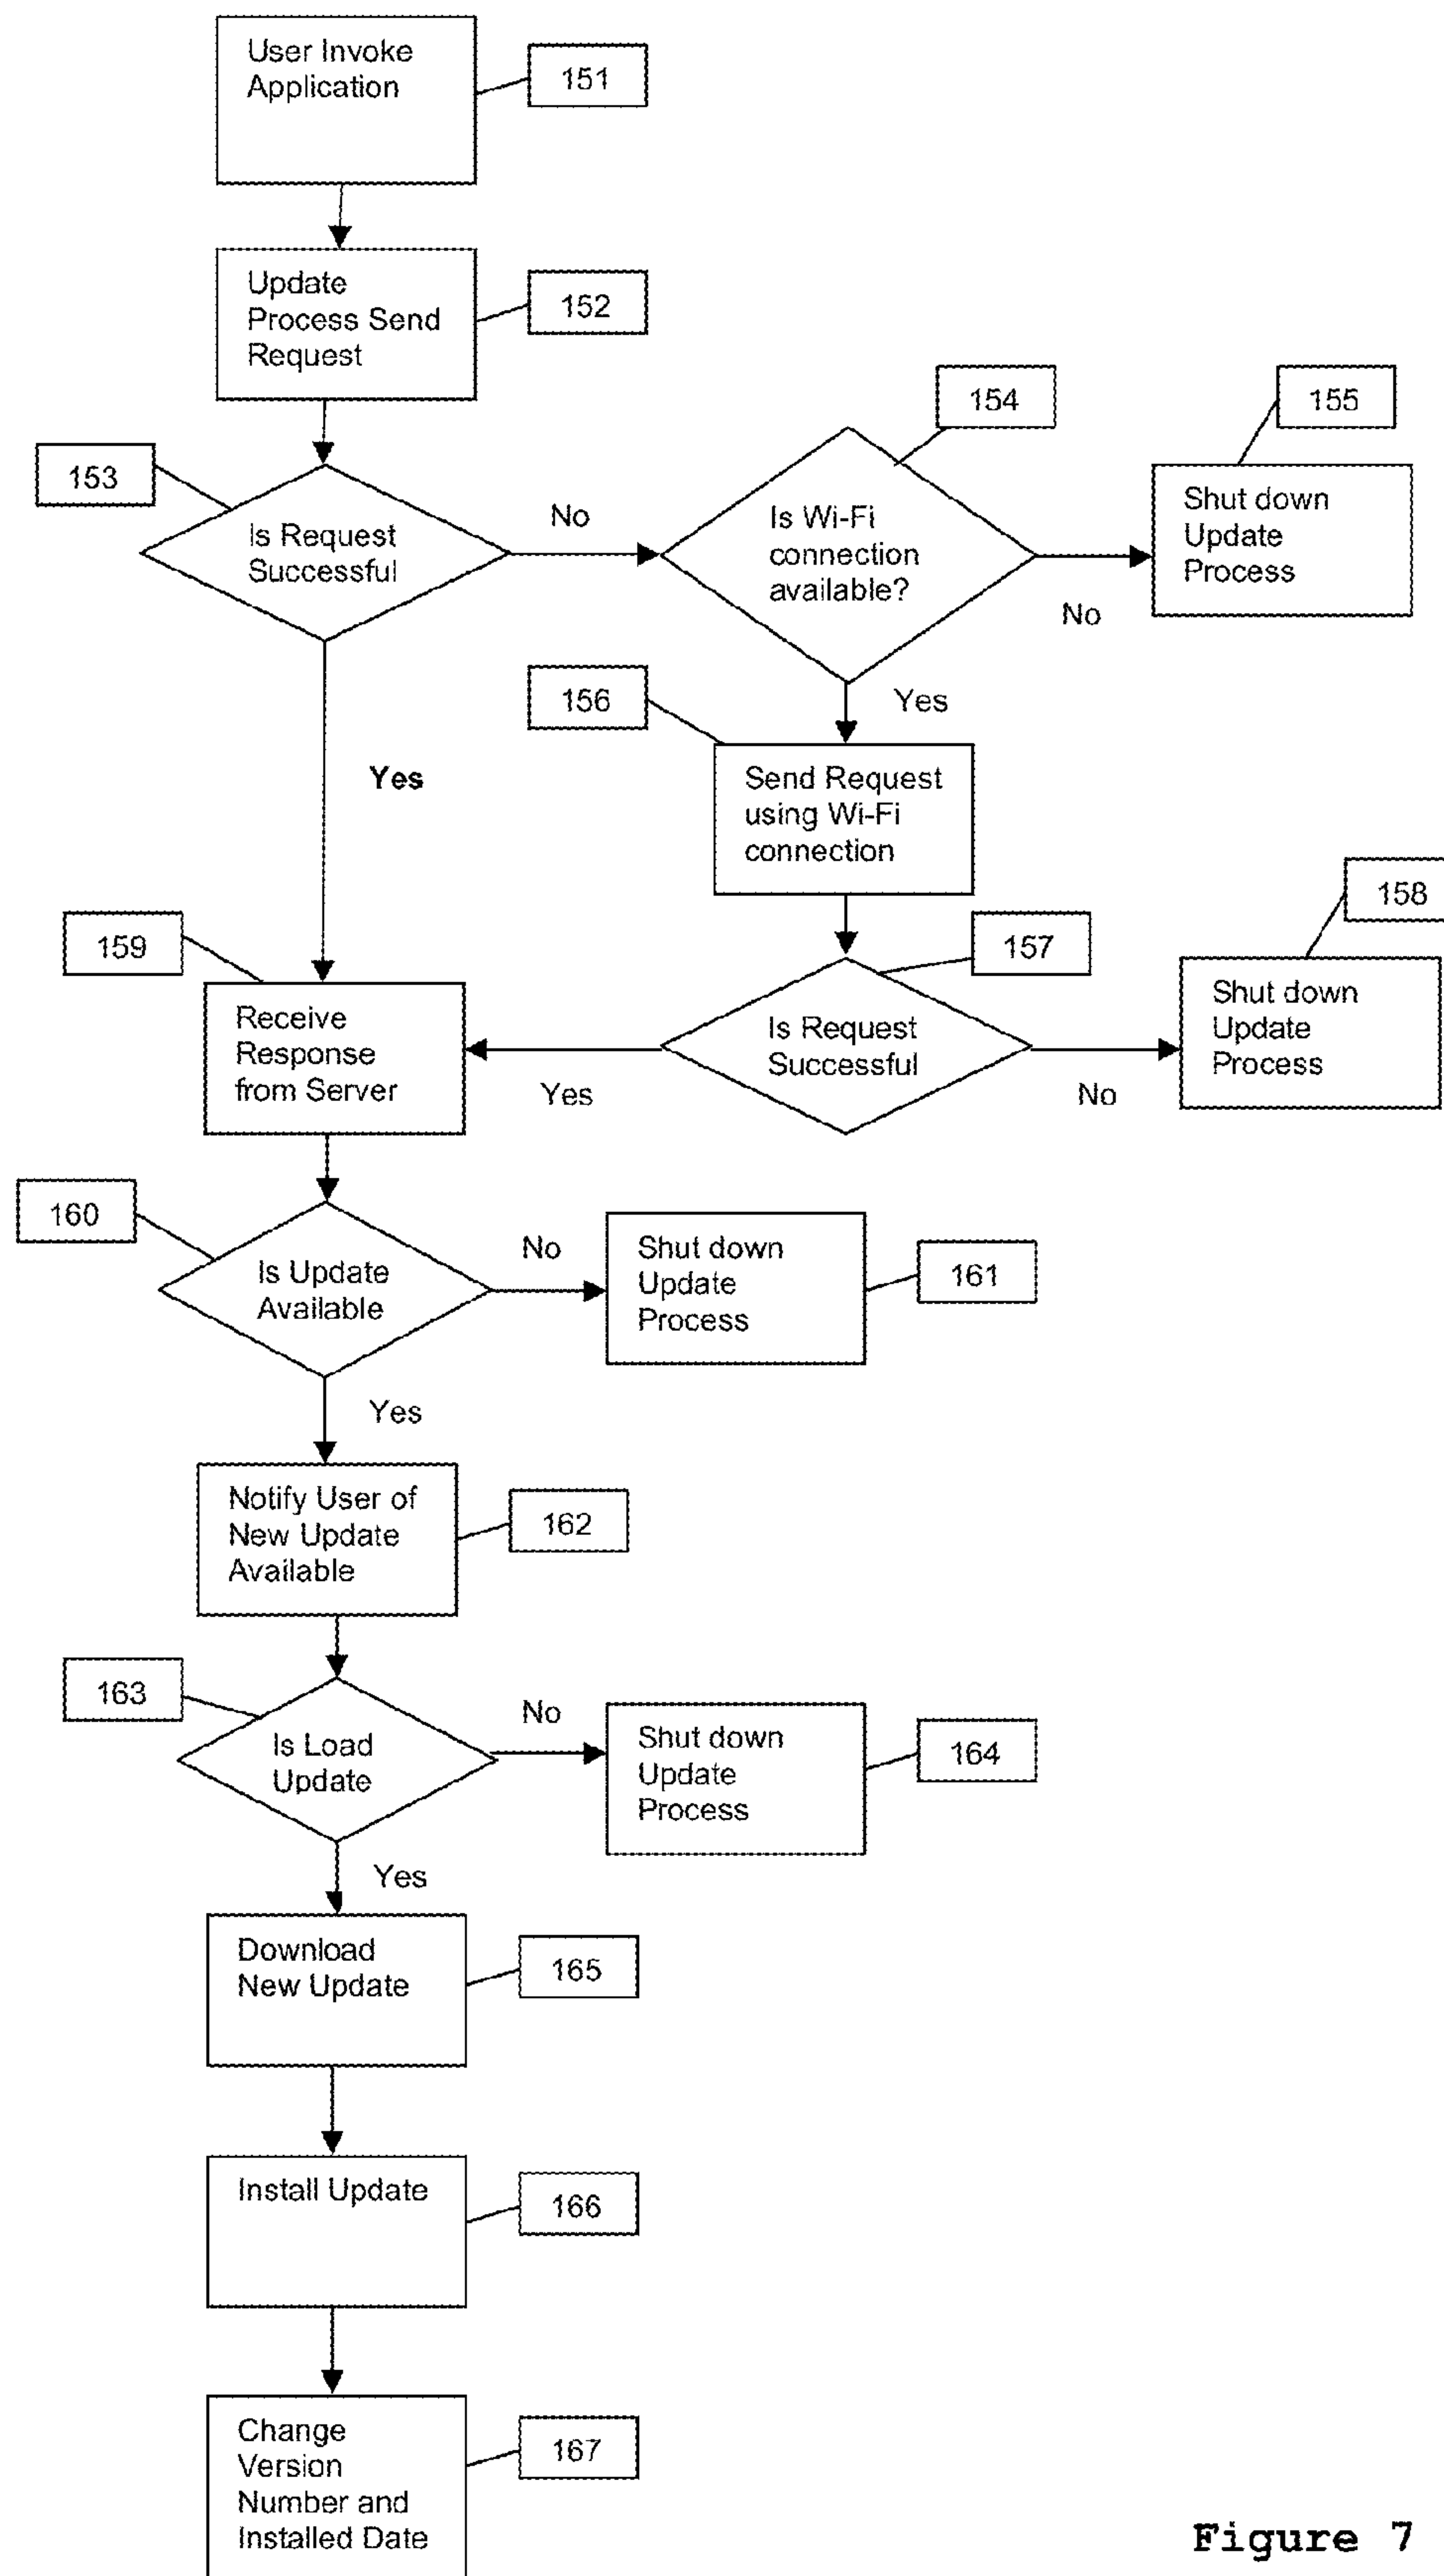 User Invoke
Application
151
Update
Process Send
Request
152
153
Is Request
Successful
No
154
Is Wi-Fi
connection
available?
No
155
Shut down
Update
Process
Yes
156
Send Request
using Wi-Fi
connection
Yes
157
Is Request
Successful
Yes
No
158
Shut down
Update
Process
159
Receive
Response
from Server
160
Is Update
Available
No
Shut down
Update
Process
161
Yes
Notify User of
New Update
Available
162
163
Is Load
Update
No
Shut down
Update
Process
164
Yes
Download
New Update
165
Install Update
166
Change
Version
Number and
Installed Date
167
Figure 7